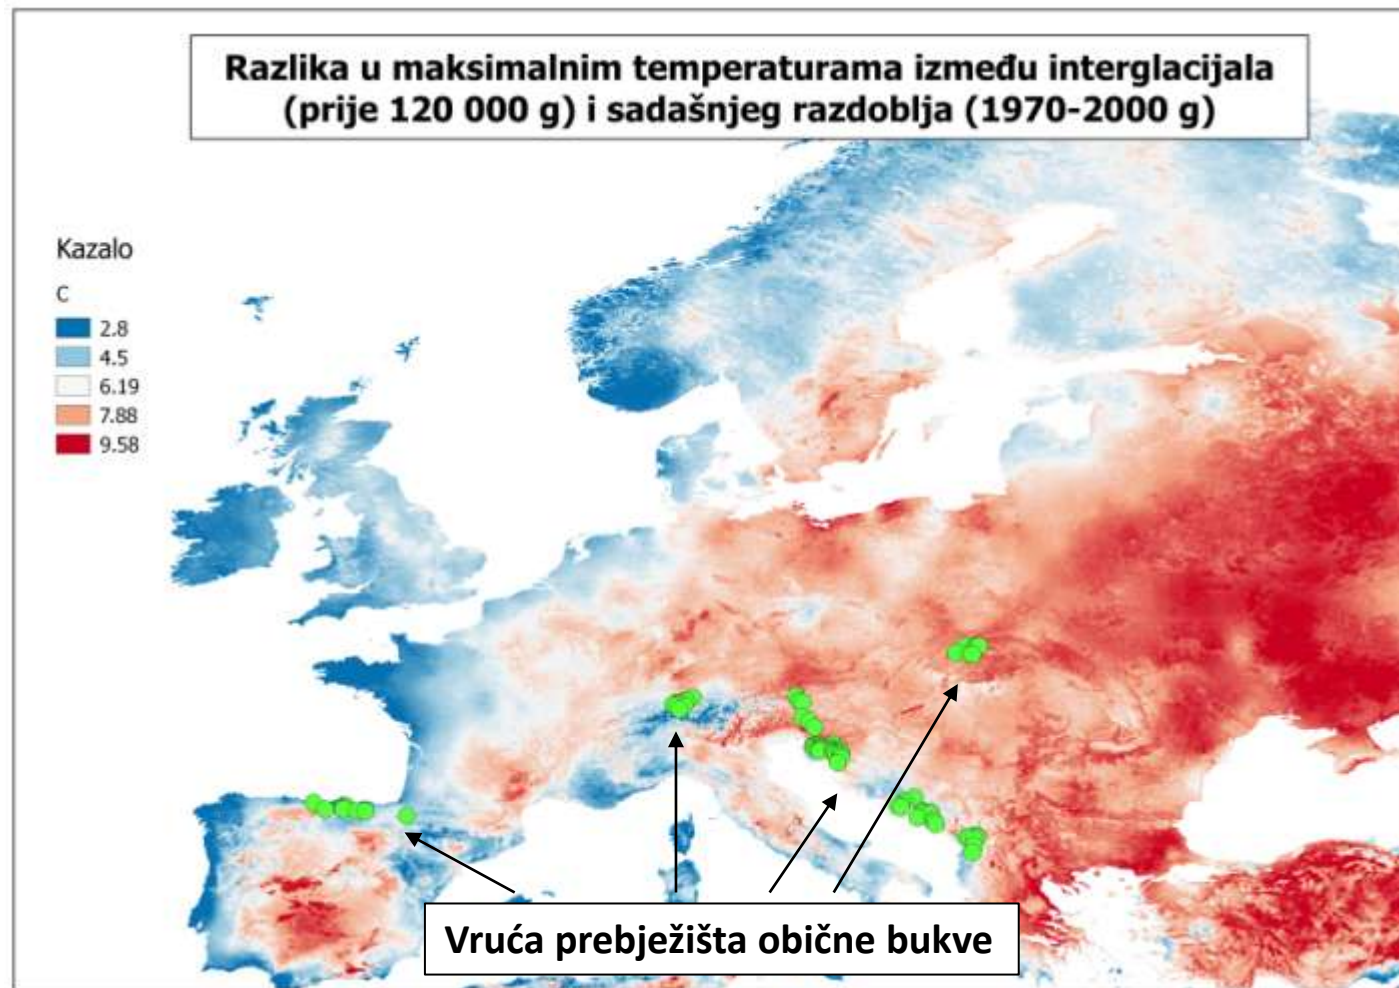 Razlika u maksimalnim temperaturama između interglacijala
(prije 120 000 g) i sadašnjeg razdoblja (1970-2000 g)
Kazalo
C
2.8
4.5
6.19
7.88
9.58
Vruća prebježišta obične bukve